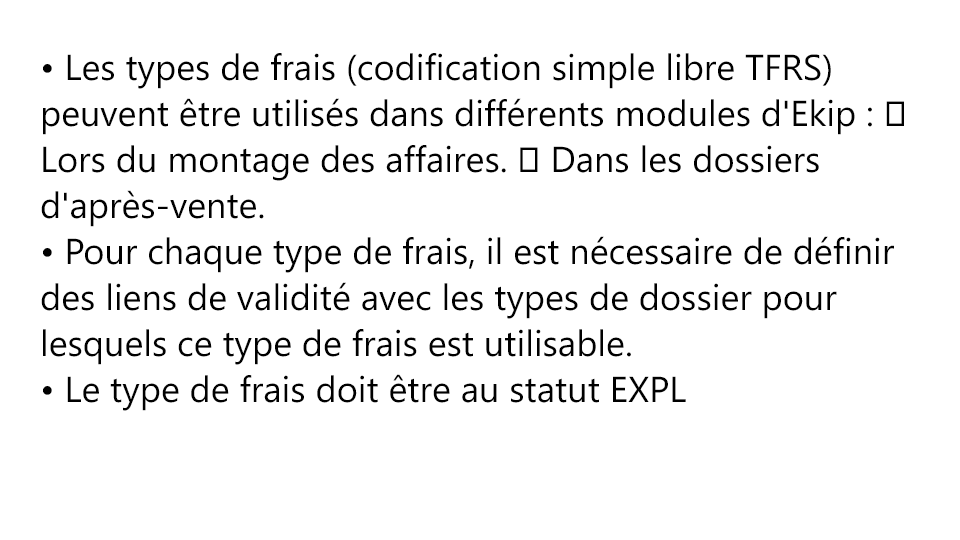 • Les types de frais (codification simple libre TFRS)
peuvent être utilisés dans différents modules d'Ekip : 
Lors du montage des affaires.  Dans les dossiers
d'après-vente.
• Pour chaque type de frais, il est nécessaire de définir
des liens de validité avec les types de dossier pour
lesquels ce type de frais est utilisable.
• Le type de frais doit être au statut EXPL